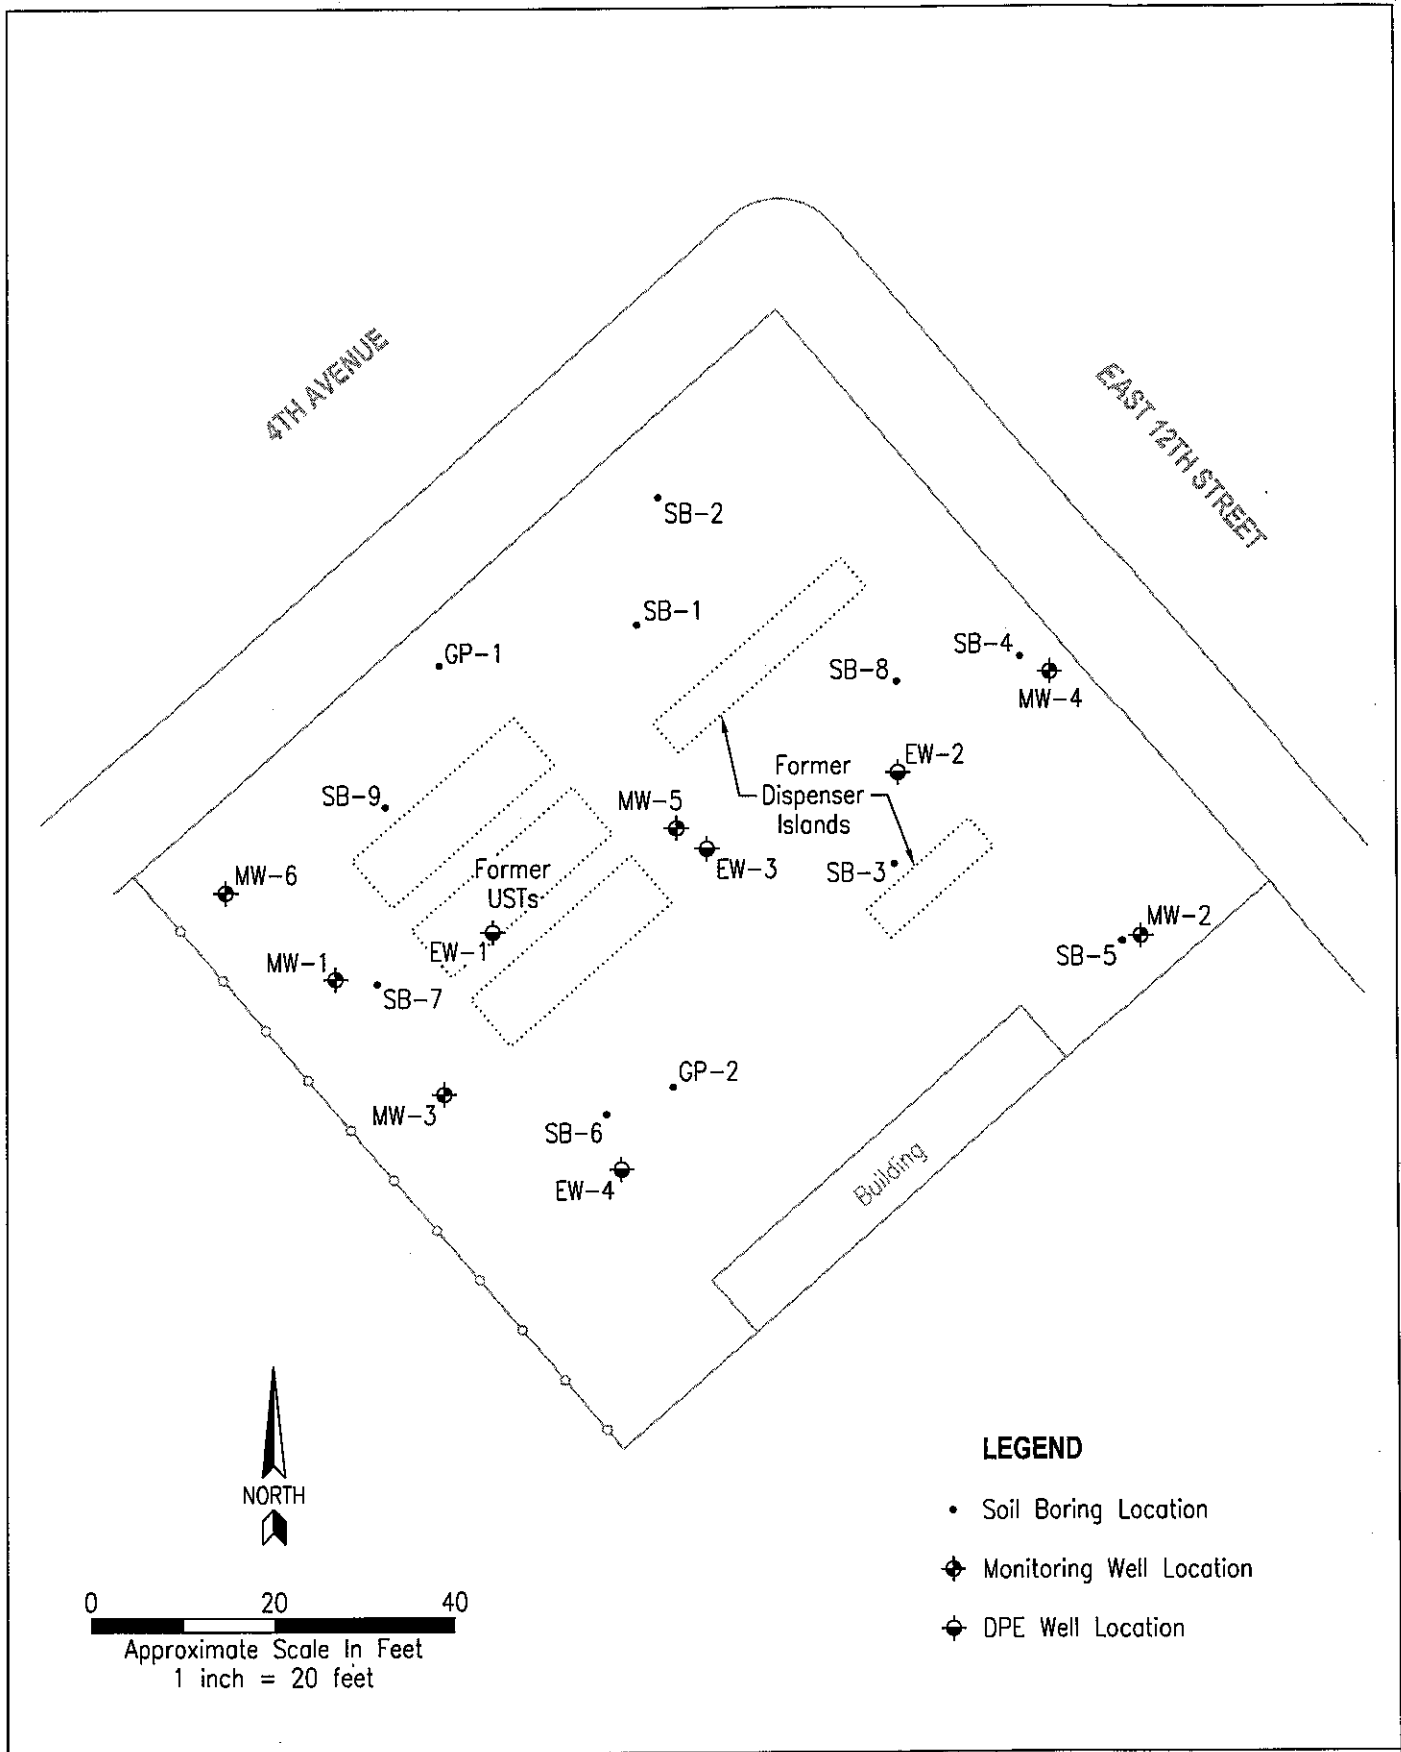 4TH AVENUE
EAST 12TH STREET
SB-2
SB-1
GP-1
SB-4
SB-8
MW-4
EW-2
Former
Dispenser
Islands
SB-9
MW-5
EW-3
SB-3
Former
USTs
MW-6
MW-2
EW-1
SB-5
MW-1
SB-7
GP-2
MW-3
SB-6
EW-4
Building
NORTH
0 20 40
Approximate Scale In Feet
1 inch = 20 feet
LEGEND
Soil Boring Location
Monitoring Well Location
DPE Well Location